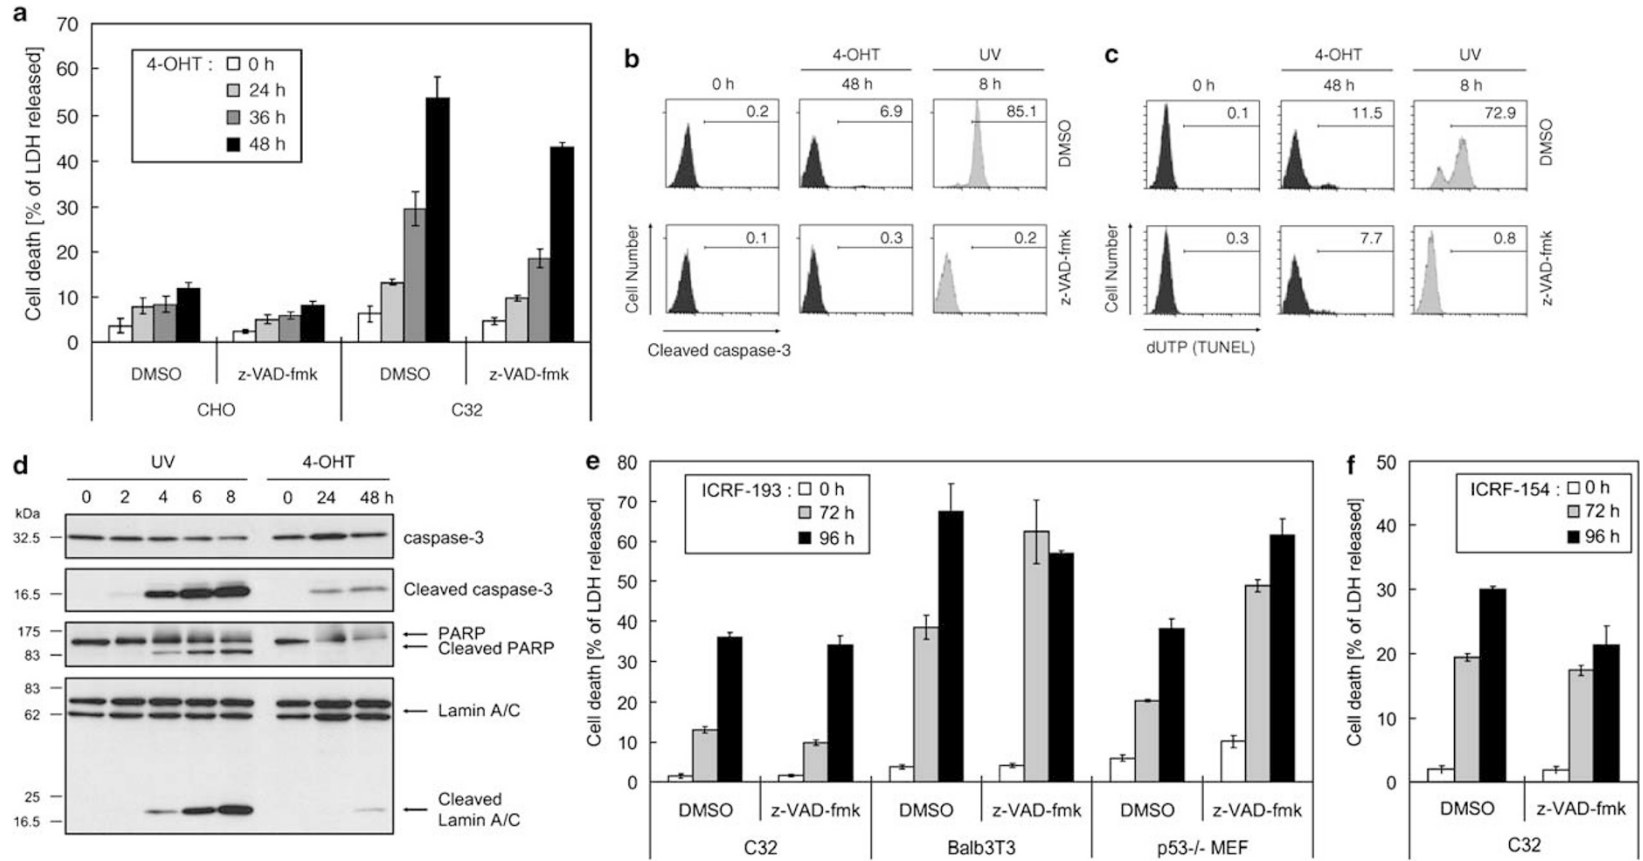 a
Cell death [% of LDH released]
70
60
50
40
30
20
10
0
4-OHT :
0 h
24 h
36 h
48 h
DMSO
z-VAD-fmk
DMSO
z-VAD-fmk
CHO
C32
b
4-OHT
UV
0 h
48 h
8 h
0.2
6.9
85.1
DMSO
0.1
0.3
0.2
z-VAD-fmk
Cell Number
Cleaved caspase-3
c
4-OHT
UV
0 h
48 h
8 h
0.1
11.5
72.9
DMSO
0.3
7.7
0.8
z-VAD-fmk
Cell Number
dUTP (TUNEL)
d
UV
4-OHT
0 2 4 6 8 0 24 48 h
kDa
32.5
caspase-3
16.5
Cleaved caspase-3
175
PARP
Cleaved PARP
83
83
Lamin A/C
62
25
Cleaved
Lamin A/C
16.5
e
Cell death [% of LDH released]
80
70
60
50
40
30
20
10
0
ICRF-193 :
0 h
72 h
96 h
DMSO
z-VAD-fmk
DMSO
z-VAD-fmk
DMSO
z-VAD-fmk
C32
Balb3T3
p53-/- MEF
f
Cell death [% of LDH released]
50
40
30
20
10
0
ICRF-154 :
0 h
72 h
96 h
DMSO
z-VAD-fmk
C32